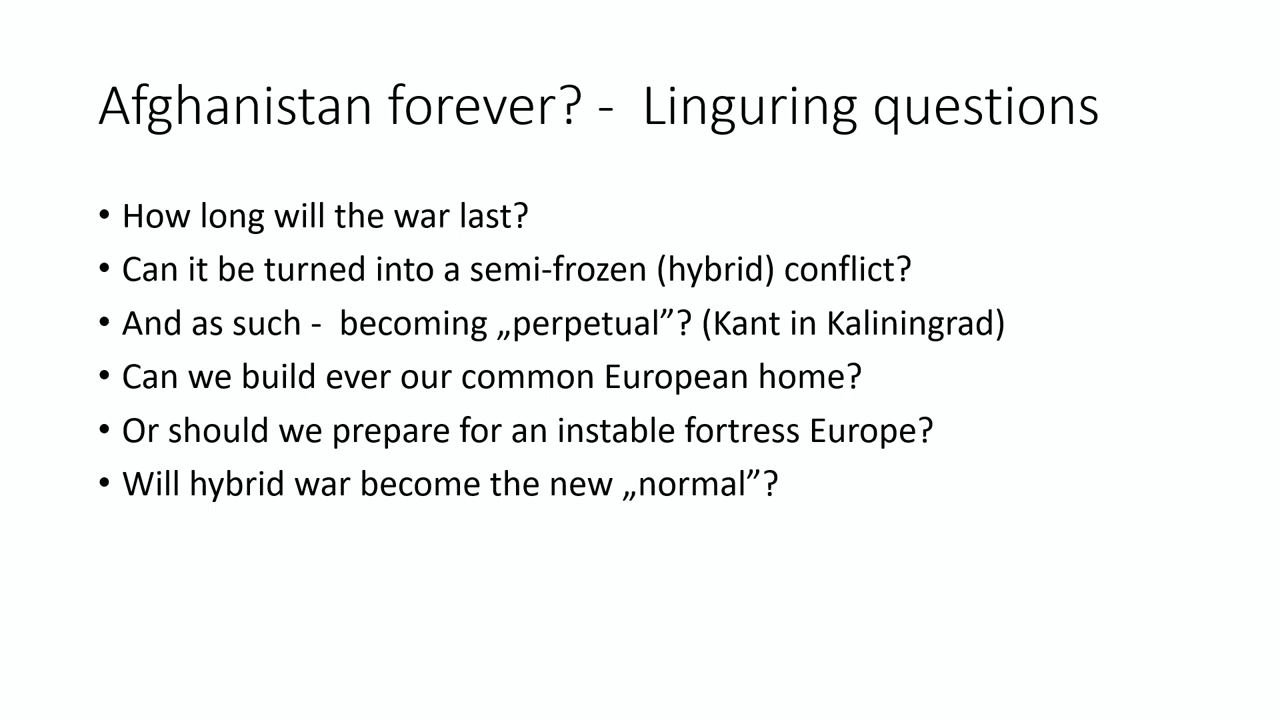 Afghanistan forever? -  Linguring questions
• How long will the war last?
• Can it be turned into a semi-frozen (hybrid) conflict?
• And as such -  becoming „perpetual”? (Kant in Kaliningrad)
• Can we build ever our common European home?
• Or should we prepare for an instable fortress Europe?
• Will hybrid war become the new „normal”?